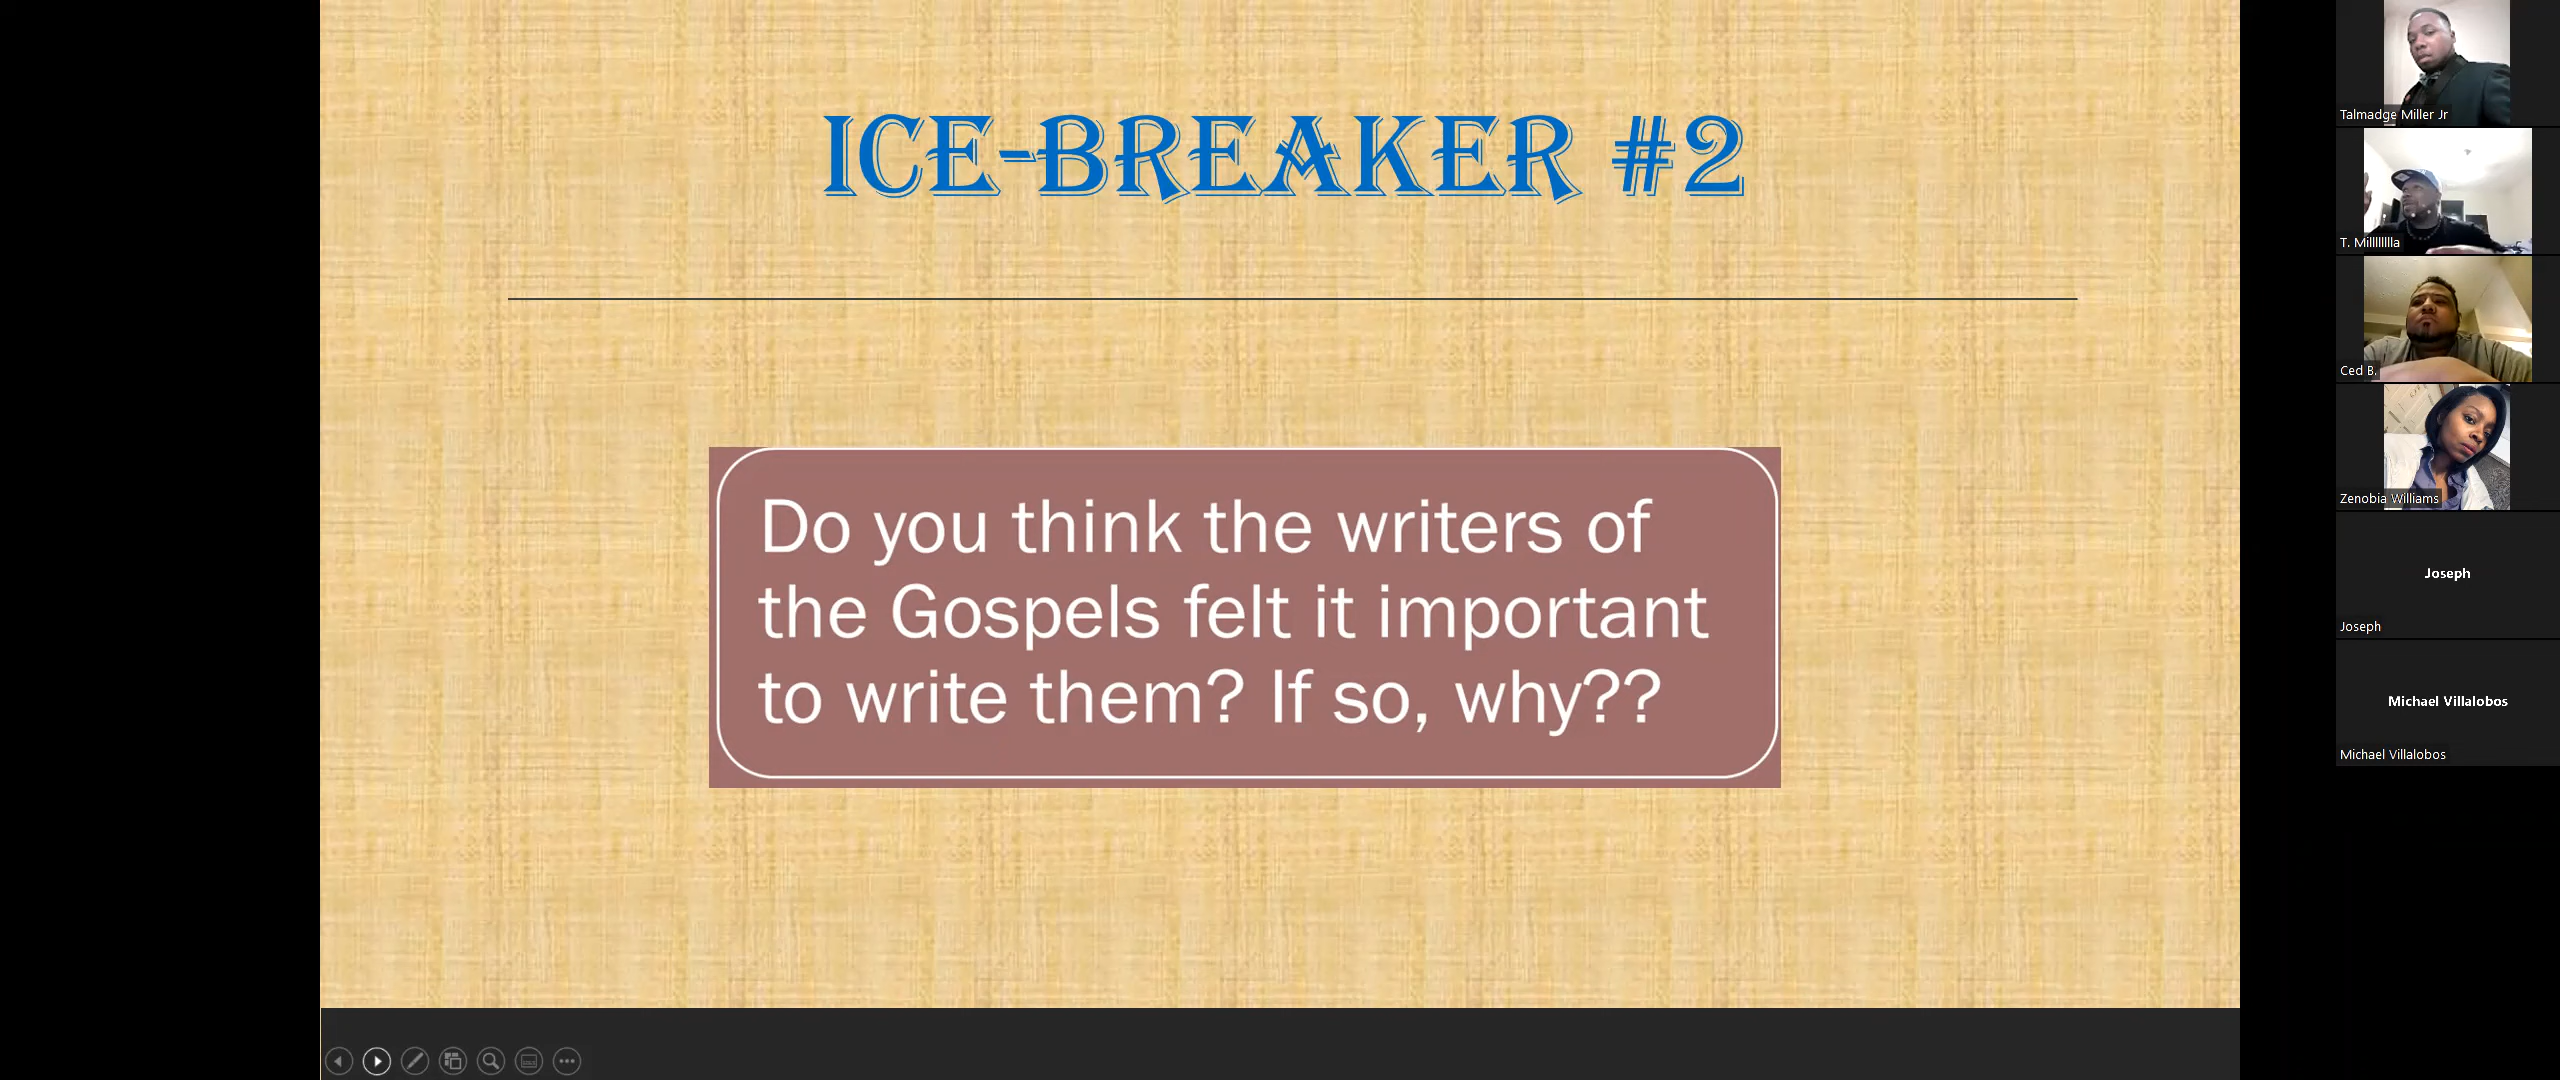 ICE-BREAKER #2
Do you think the writers of
the Gospels felt it important
to write them? If so, why??
Talmadge Miller Jr
T. Millllllllla
Ced B.
Zenobia Williams
Joseph
Joseph
Michael Villalobos
Michael Villalobos